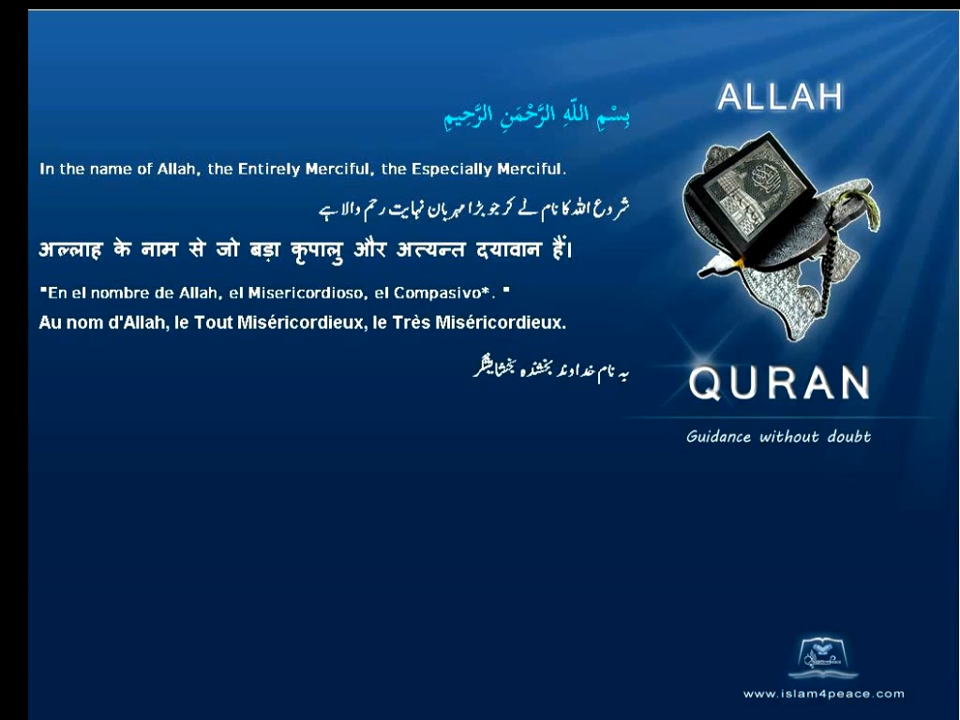 بِسْمِ اللّهِ الرَّحْمَنِ الرَّحِيمِ
In the name of Allah, the Entirely Merciful, the Especially Merciful.
شروع اللہ کا نام لے کر جو بڑا مہربان نہایت رحم والا ہے
अल्लाह के नाम से जो बड़ा कृपालु और अत्यन्त दयावान हैं।
"En el nombre de Allah, el Misericordioso, el Compasivo*. "
Au nom d'Allah, le Tout Miséricordieux, le Très Miséricordieux.
به نام خداوند بخشنده بخشایشگر
ALLAH
QURAN
Guidance without doubt
www.islam4peace.com